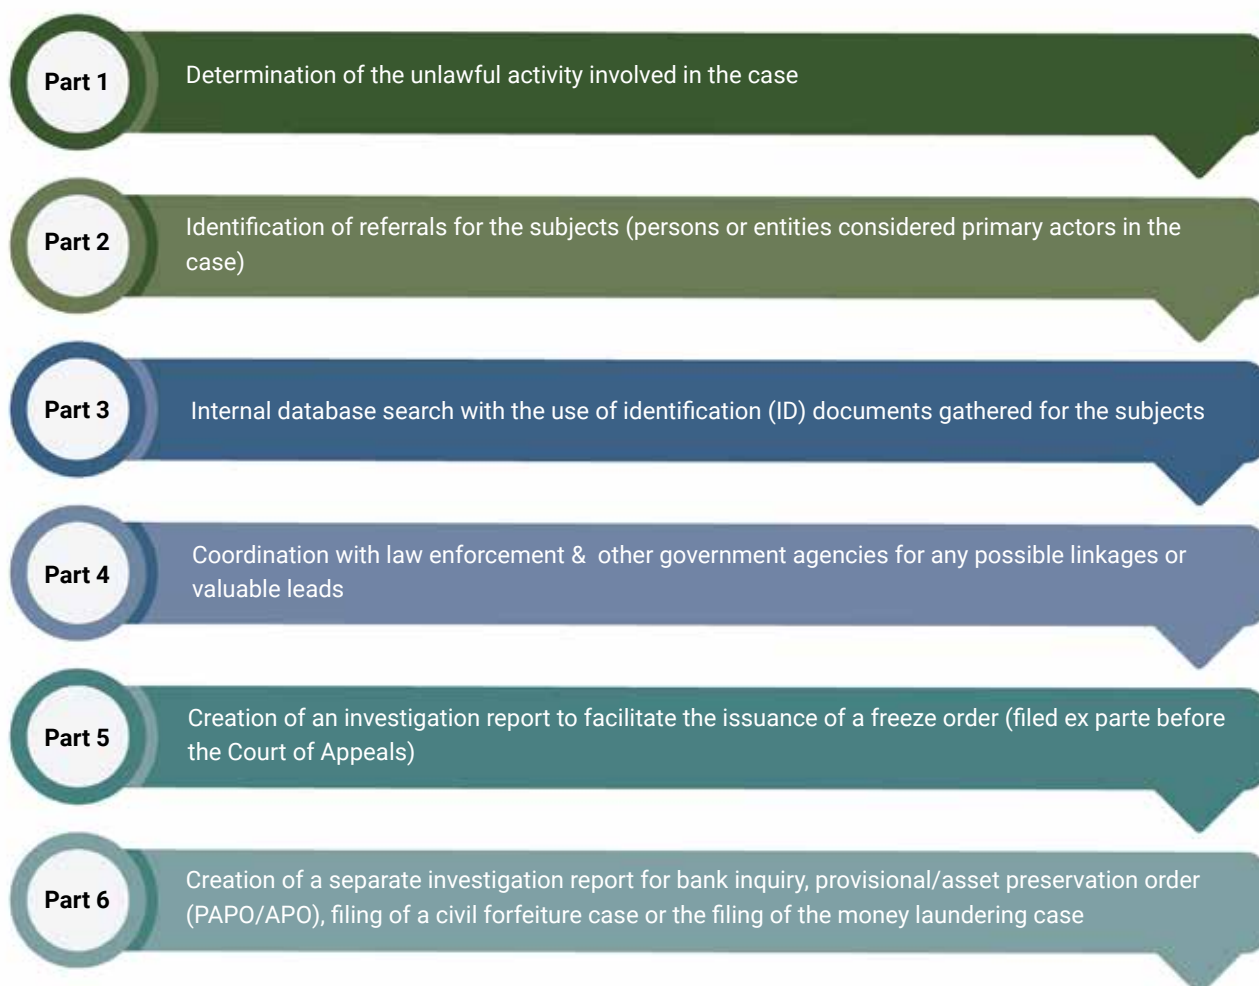 Part 1
Determination of the unlawful activity involved in the case
Part 2
Identification of referrals for the subjects (persons or entities considered primary actors in the
case)
Part 3
Internal database search with the use of identification (ID) documents gathered for the subjects
Part 4
Coordination with law enforcement & other government agencies for any possible linkages or
valuable leads
Part 5
Creation of an investigation report to facilitate the issuance of a freeze order (filed ex parte before
the Court of Appeals)
Part 6
Creation of a separate investigation report for bank inquiry, provisional/asset preservation order
(PAPO/APO), filing of a civil forfeiture case or the filing of the money laundering case